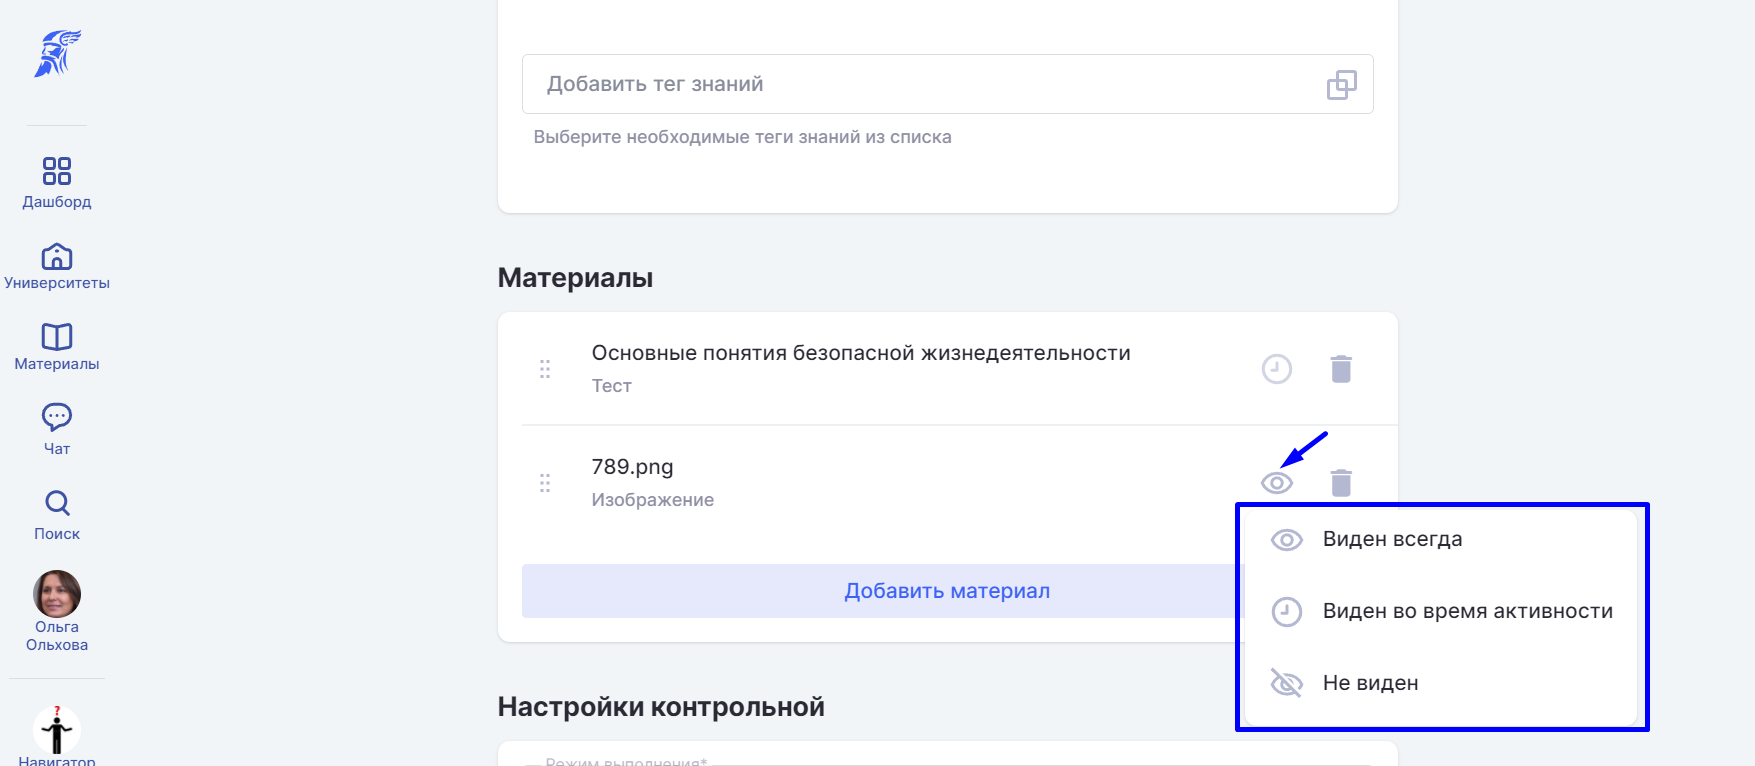 Дашборд
Университеты
Материалы
Чат
Поиск
Ольга
Ольхова
?
Навигатор
Добавить тег знаний
Выберите необходимые теги знаний из списка
Материалы
Основные понятия безопасной жизнедеятельности
Тест
789.png
Изображение
Виден всегда
Виден во время активности
Не виден
Добавить материал
Настройки контрольной
Режим выполнения*